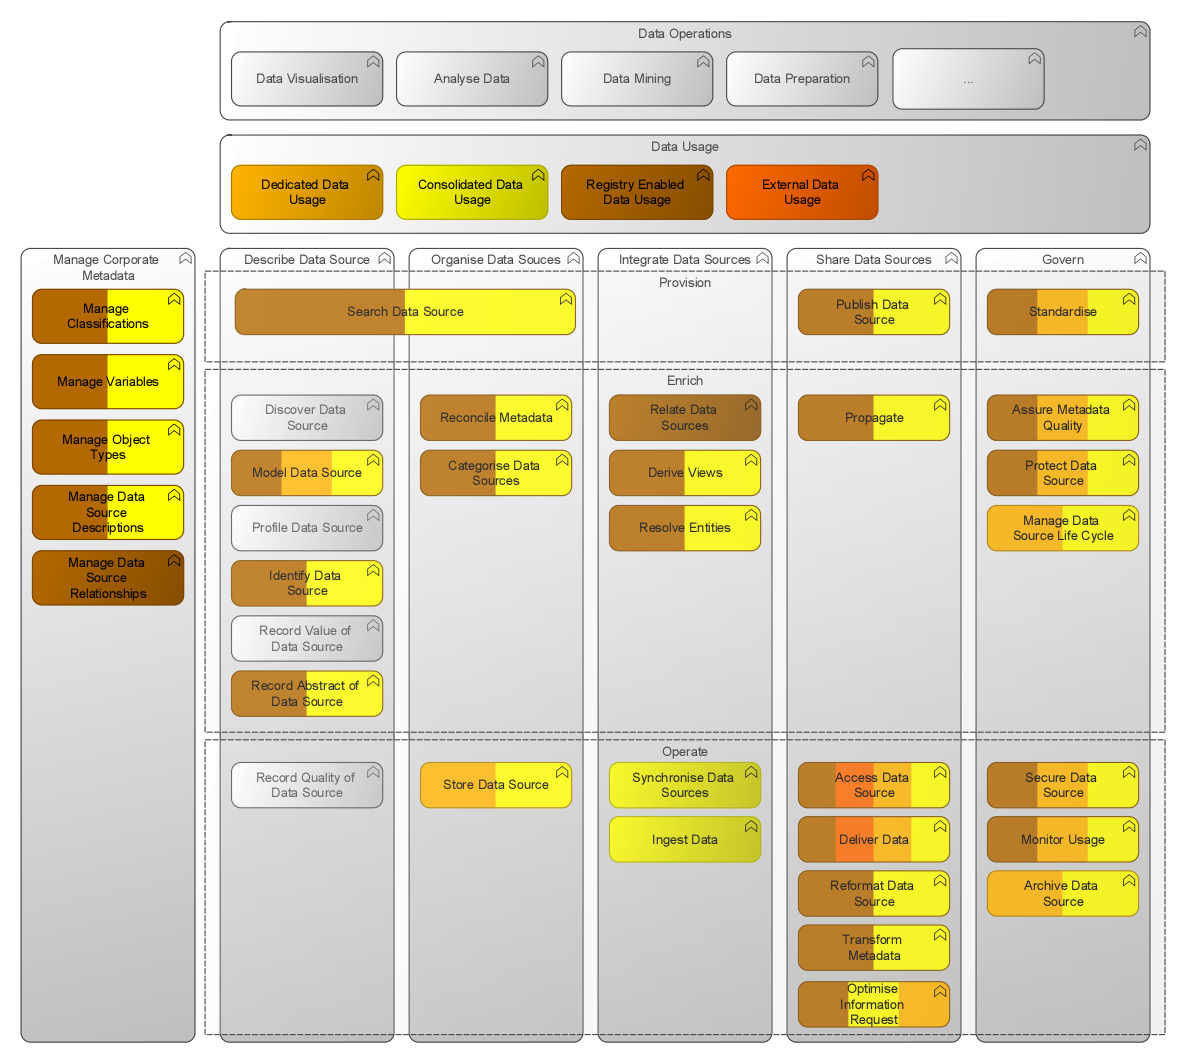 Data Operations
Data Visualisation
Analyse Data
Data Mining
Data Preparation
...
Data Usage
Dedicated Data
Usage
Consolidated Data
Usage
Registry Enabled
Data Usage
External Data
Usage
Manage Corporate
Metadata
Manage
Classifications
Manage Variables
Manage Object
Types
Manage Data
Source
Descriptions
Manage Data
Source
Relationships
Describe Data Source
Organise Data Souces
Integrate Data Sources
Share Data Sources
Govern
Provision
Search Data Source
Publish Data
Source
Standardise
Enrich
Discover Data
Source
Model Data Source
Profile Data Source
Identify Data
Source
Record Value of
Data Source
Record Abstract of
Data Source
Reconcile Metadata
Categorise Data
Sources
Relate Data
Sources
Derive Views
Resolve Entities
Propagate
Assure Metadata
Quality
Protect Data
Source
Manage Data
Source Life Cycle
Operate
Record Quality of
Data Source
Store Data Source
Synchronise Data
Sources
Ingest Data
Access Data
Source
Deliver Data
Reformat Data
Source
Transform
Metadata
Optimise
Information
Request
Secure Data
Source
Monitor Usage
Archive Data
Source